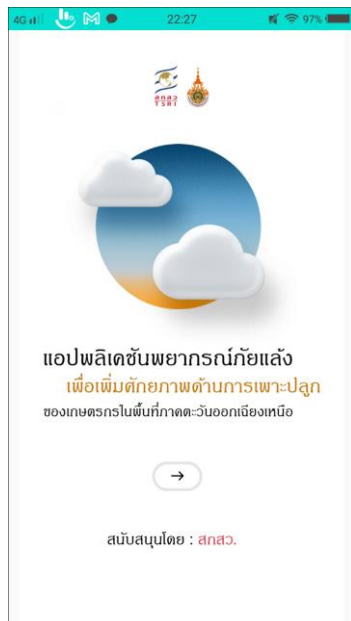 4G 22:27 97%
สกสว
TSRI
แอปพลิเคชันพยากรณ์ภัยแล้ง
เพื่อเพิ่มศักยภาพด้านการเพาะปลูก
ของเกษตรกรในพื้นที่ภาคตะวันออกเฉียงเหนือ
สนับสนุนโดย : สกสว.